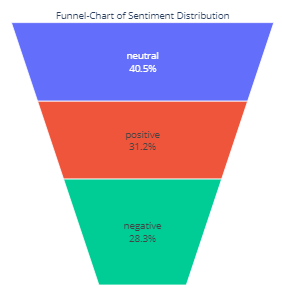 Funnel-Chart of Sentiment Distribution
neutral
40.5%
positive
31.2%
negative
28.3%